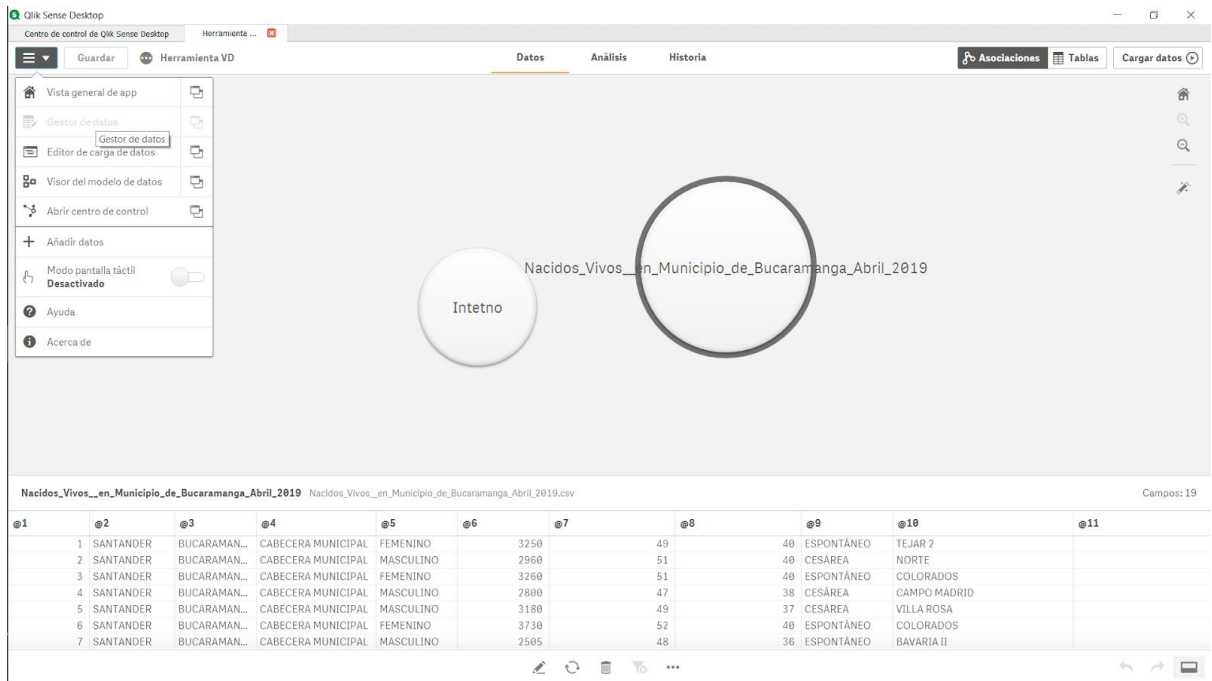 Qlik Sense Desktop
Centro de control de Qlik Sense Desktop Herramienta ...
Guardar Herramienta VD Datos Análisis Historia Asociaciones Tablas Cargar datos
Vista general de app
Gestor de datos
Gestor de datos
Editor de carga de datos
Visor del modelo de datos
Abrir centro de control
Añadir datos
Modo pantalla táctil
Desactivado
Ayuda
Acerca de
Nacidos_Vivos__en_Municipio_de_Bucaramanga_Abril_2019
Intetno
Nacidos_Vivos__en_Municipio_de_Bucaramanga_Abril_2019 Nacidos_Vivos__en_Municipio_de_Bucaramanga_Abril_2019.csv Campos: 19
@1 @2 @3 @4 @5 @6 @7 @8 @9 @10 @11
1 SANTANDER BUCARAMAN... CABECERA MUNICIPAL FEMENINO 3250 49 40 ESPONTÁNEO TEJAR 2
2 SANTANDER BUCARAMAN... CABECERA MUNICIPAL MASCULINO 2960 51 40 CESÁREA NORTE
3 SANTANDER BUCARAMAN... CABECERA MUNICIPAL FEMENINO 3260 51 40 ESPONTÁNEO COLORADOS
4 SANTANDER BUCARAMAN... CABECERA MUNICIPAL MASCULINO 2800 47 38 CESÁREA CAMPO MADRID
5 SANTANDER BUCARAMAN... CABECERA MUNICIPAL MASCULINO 3180 49 37 CESÁREA VILLA ROSA
6 SANTANDER BUCARAMAN... CABECERA MUNICIPAL FEMENINO 3730 52 40 ESPONTÁNEO COLORADOS
7 SANTANDER BUCARAMAN... CABECERA MUNICIPAL MASCULINO 2505 48 36 ESPONTÁNEO BAVARIA II